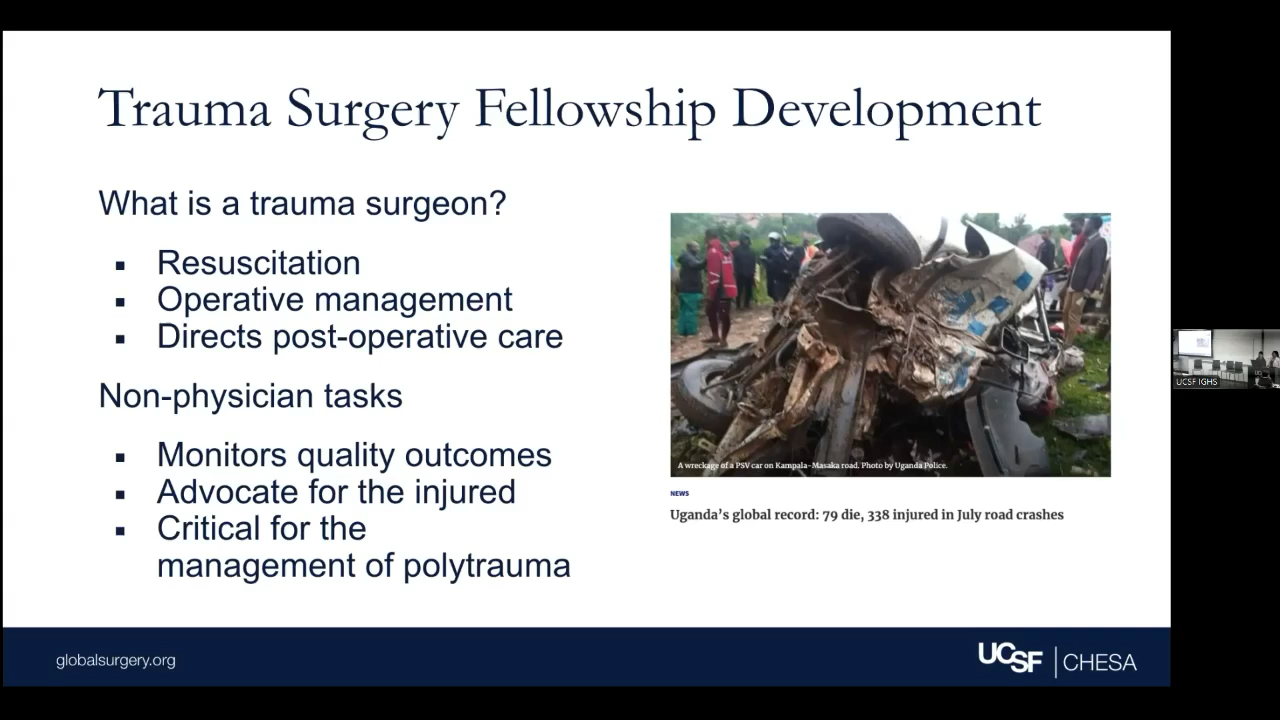 Trauma Surgery Fellowship Development
What is a trauma surgeon?
▪ Resuscitation
▪ Operative management
▪ Directs post-operative care
Non-physician tasks
▪ Monitors quality outcomes
▪ Advocate for the injured
▪ Critical for the
management of polytrauma
A wreckage of a PSV car on Kampala-Masaka road. Photo by Uganda Police.
NEWS
Uganda's global record: 79 die, 338 injured in July road crashes
globalsurgery.org
UCSF | CHESA
UCSF IGHS